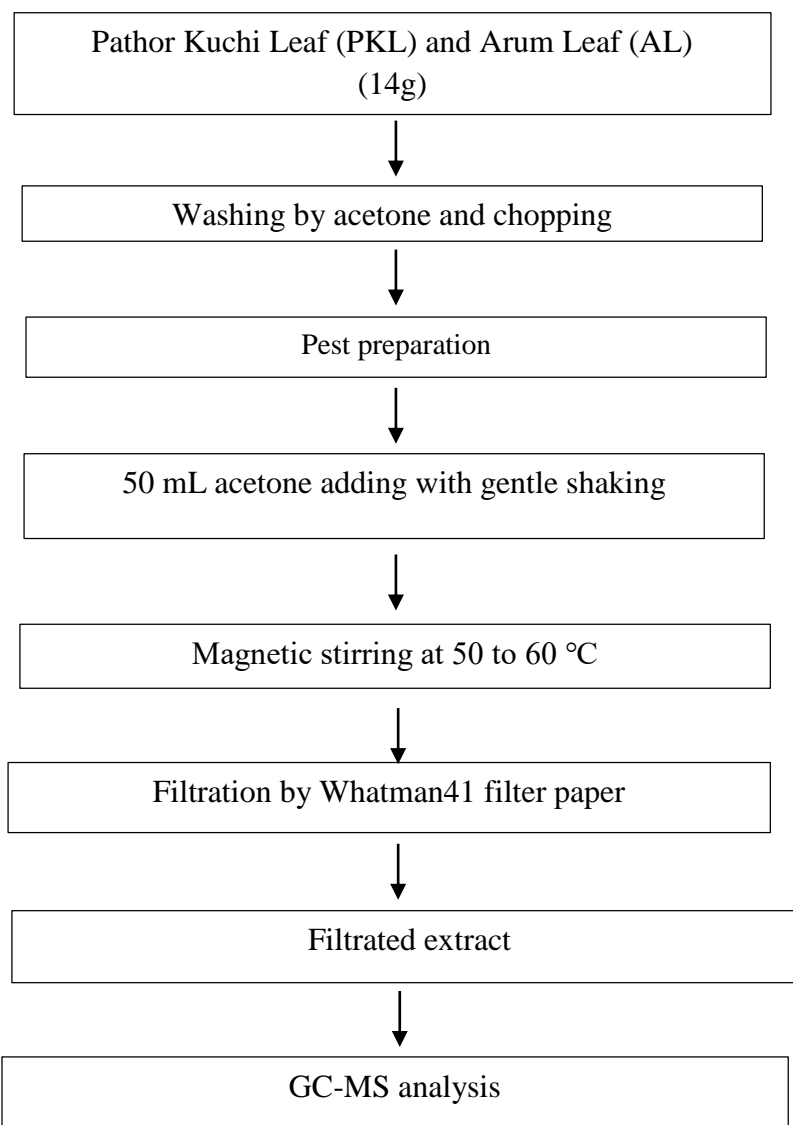 Pathor Kuchi Leaf (PKL) and Arum Leaf (AL)
(14g)
Washing by acetone and chopping
Pest preparation
50 mL acetone adding with gentle shaking
Magnetic stirring at 50 to 60 ℃
Filtration by Whatman41 filter paper
Filtrated extract
GC-MS analysis